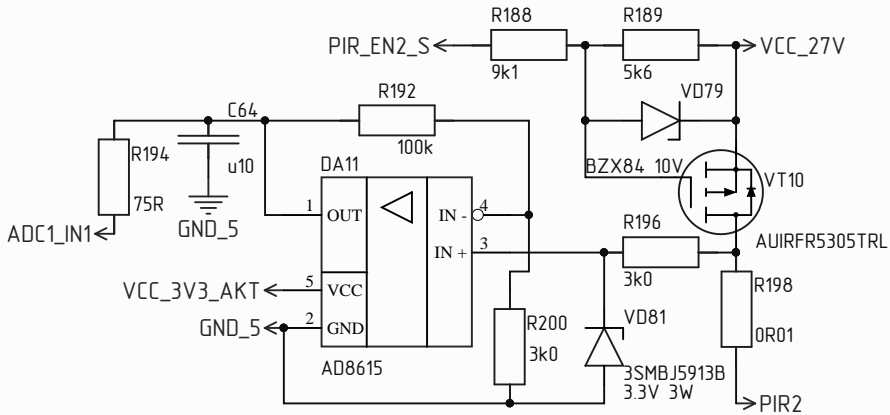 R188
R189
PIR_EN2_S
VCC_27V
9k1
5k6
R192
VD79
C64
100k
R194
u10
DA11
BZX84 10V
VT10
75R
1
OUT
IN -
4
GND_5
ADC1_IN1
R196
IN +
3
AUIRFR5305TRL
3k0
VCC_3V3_AKT
5
VCC
R198
GND_5
2
GND
R200
VD81
0R01
3k0
AD8615
3SMBJ5913B
3.3V 3W
PIR2